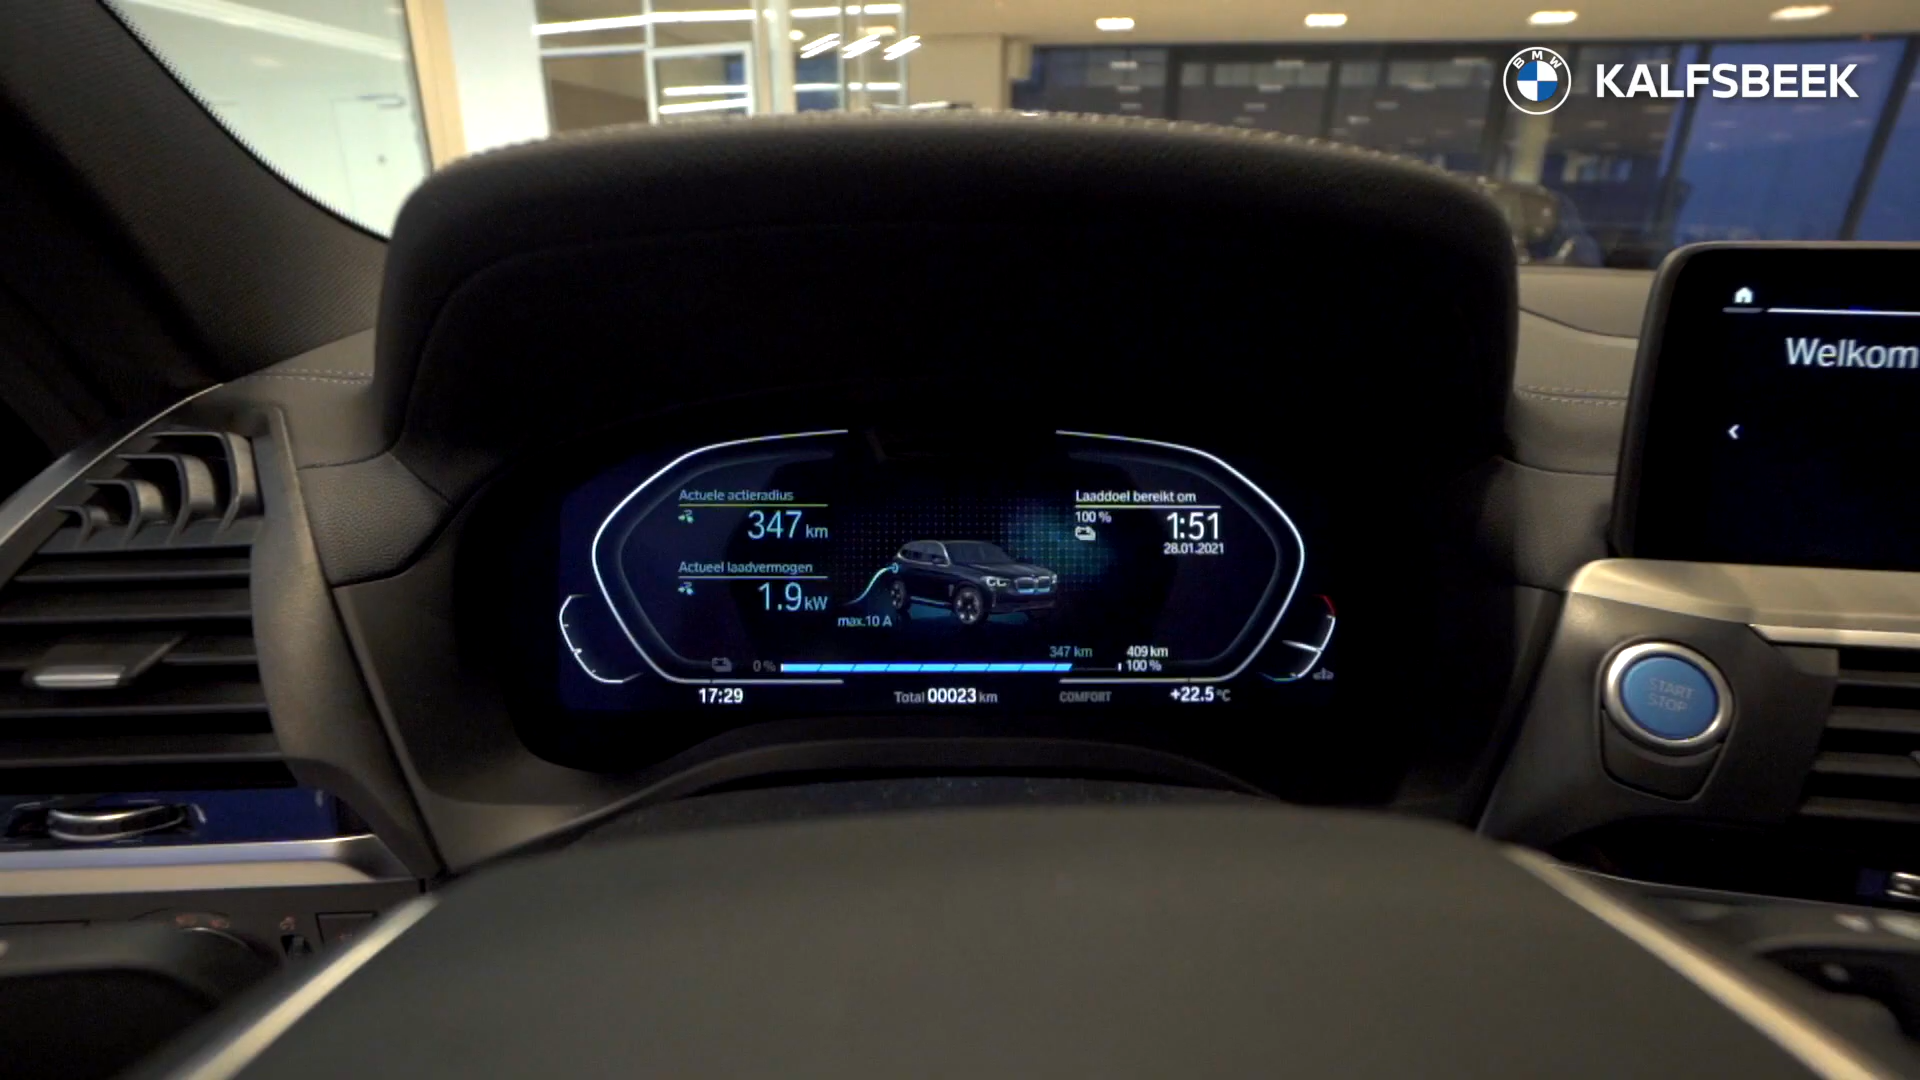 BMW
KALFSBEEK
Welkom
Actuele actieradius
347 km
Actueel laadvermogen
1.9 kW
max.10 A
Laaddoel bereikt om
100 %
1:51
28.01.2021
347 km
409 km
0 %
100 %
17:29
Total 00023 km
COMFORT
+22.5 °C
START
STOP